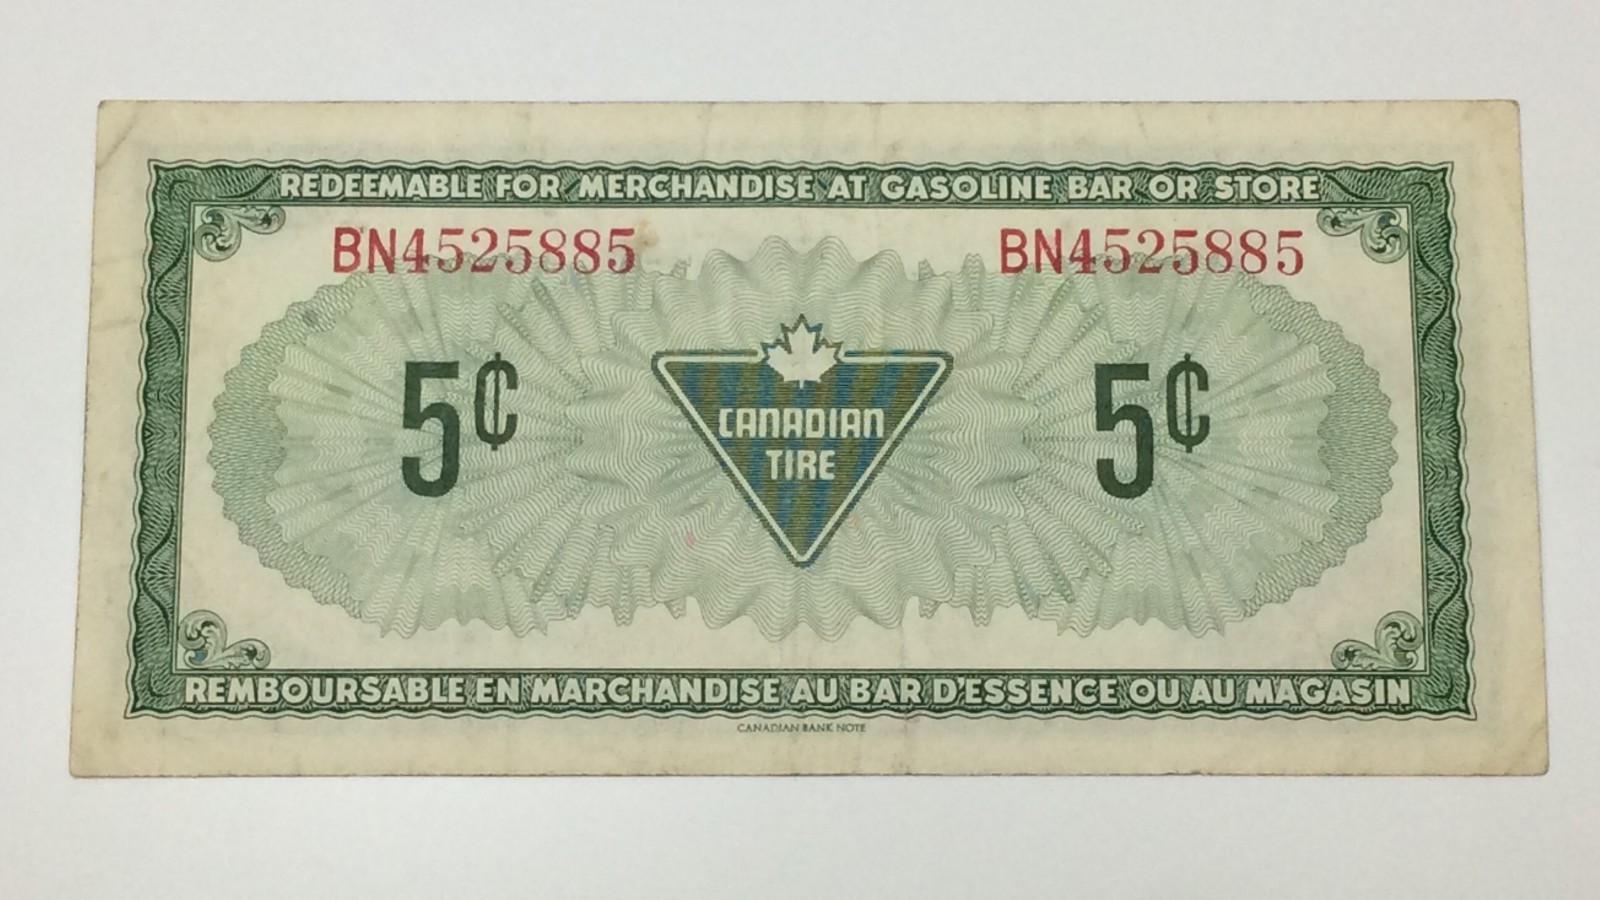 REDEEMABLE FOR MERCHANDISE AT GASOLINE BAR OR STORE
BN4525885 BN4525885
5¢ 5¢
CANADIAN
TIRE
REMBOURSABLE EN MARCHANDISE AU BAR D'ESSENCE OU AU MAGASIN
CANADIAN BANK NOTE